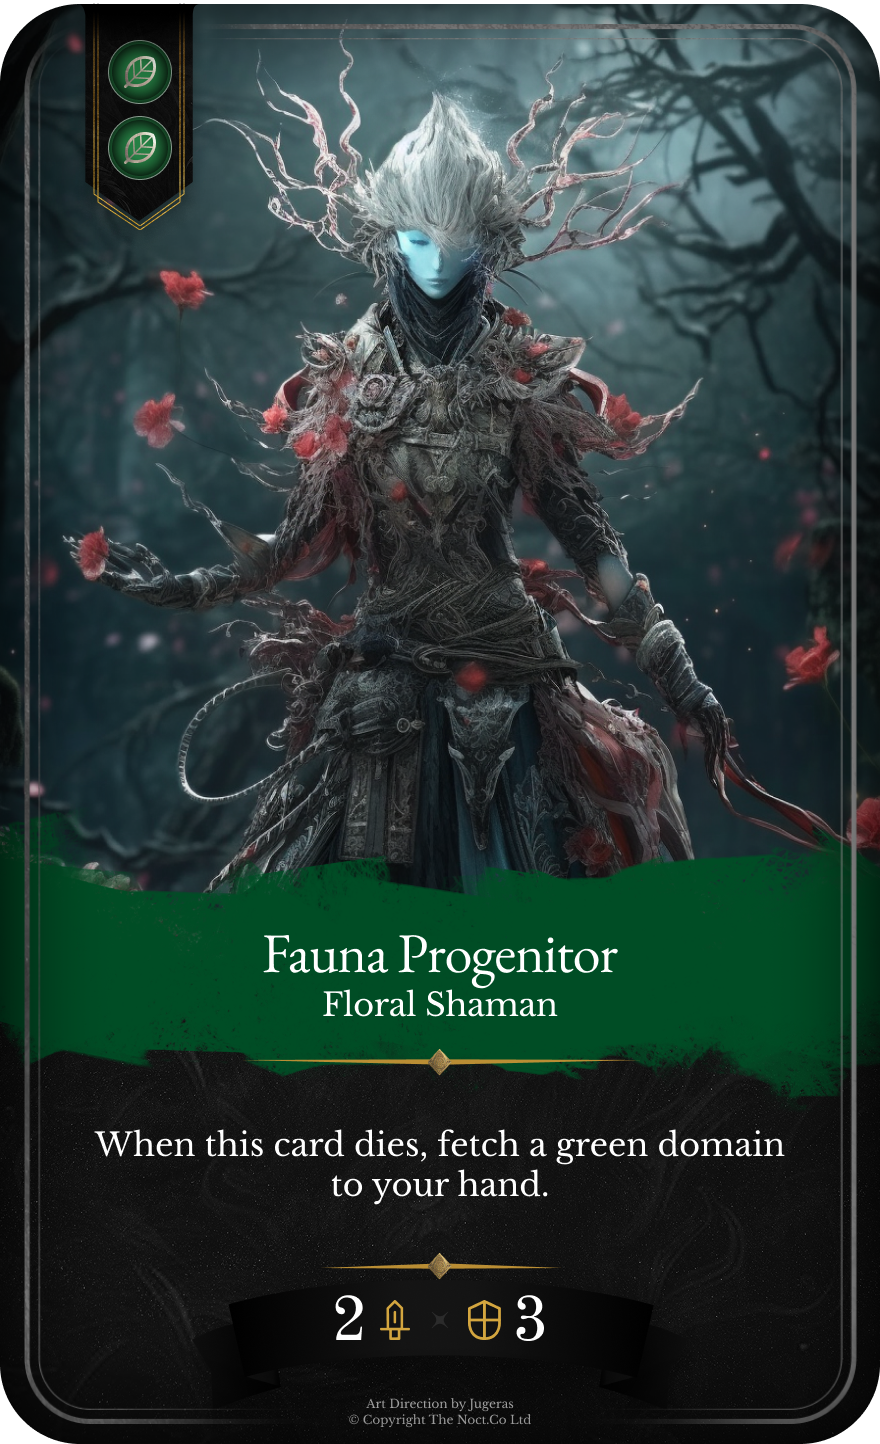 Fauna Progenitor
Floral Shaman
When this card dies, fetch a green domain
to your hand.
2 3
Art Direction by Jugeras
© Copyright The Noct.Co Ltd